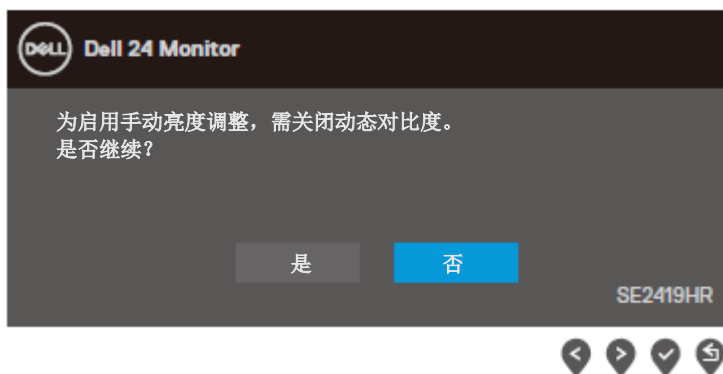 DELL Dell 24 Monitor
为启用手动亮度调整，需关闭动态对比度。
是否继续？
是 否
SE2419HR